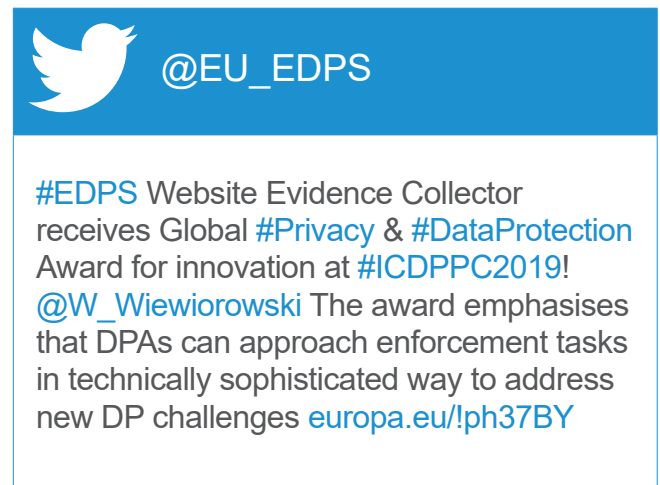 @EU_EDPS
#EDPS Website Evidence Collector
receives Global #Privacy & #DataProtection
Award for innovation at #ICDPPC2019!
@W_Wiewiorowski The award emphasises
that DPAs can approach enforcement tasks
in technically sophisticated way to address
new DP challenges europa.eu/!ph37BY